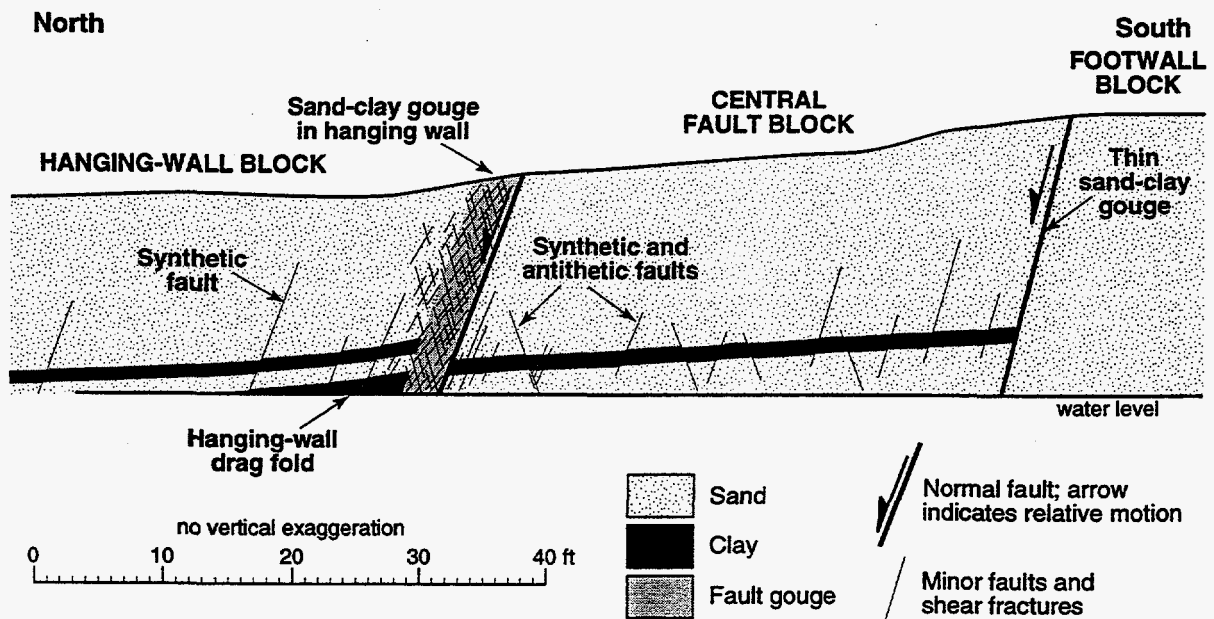 North
South
FOOTWALL
BLOCK
CENTRAL
FAULT BLOCK
Sand-clay gouge
in hanging wall
HANGING-WALL BLOCK
Thin
sand-clay
gouge
Synthetic
fault
Synthetic and
antithetic faults
water level
Hanging-wall
drag fold
no vertical exaggeration
0 10 20 30 40 ft
Sand
Clay
Fault gouge
Normal fault; arrow
indicates relative motion
Minor faults and
shear fractures